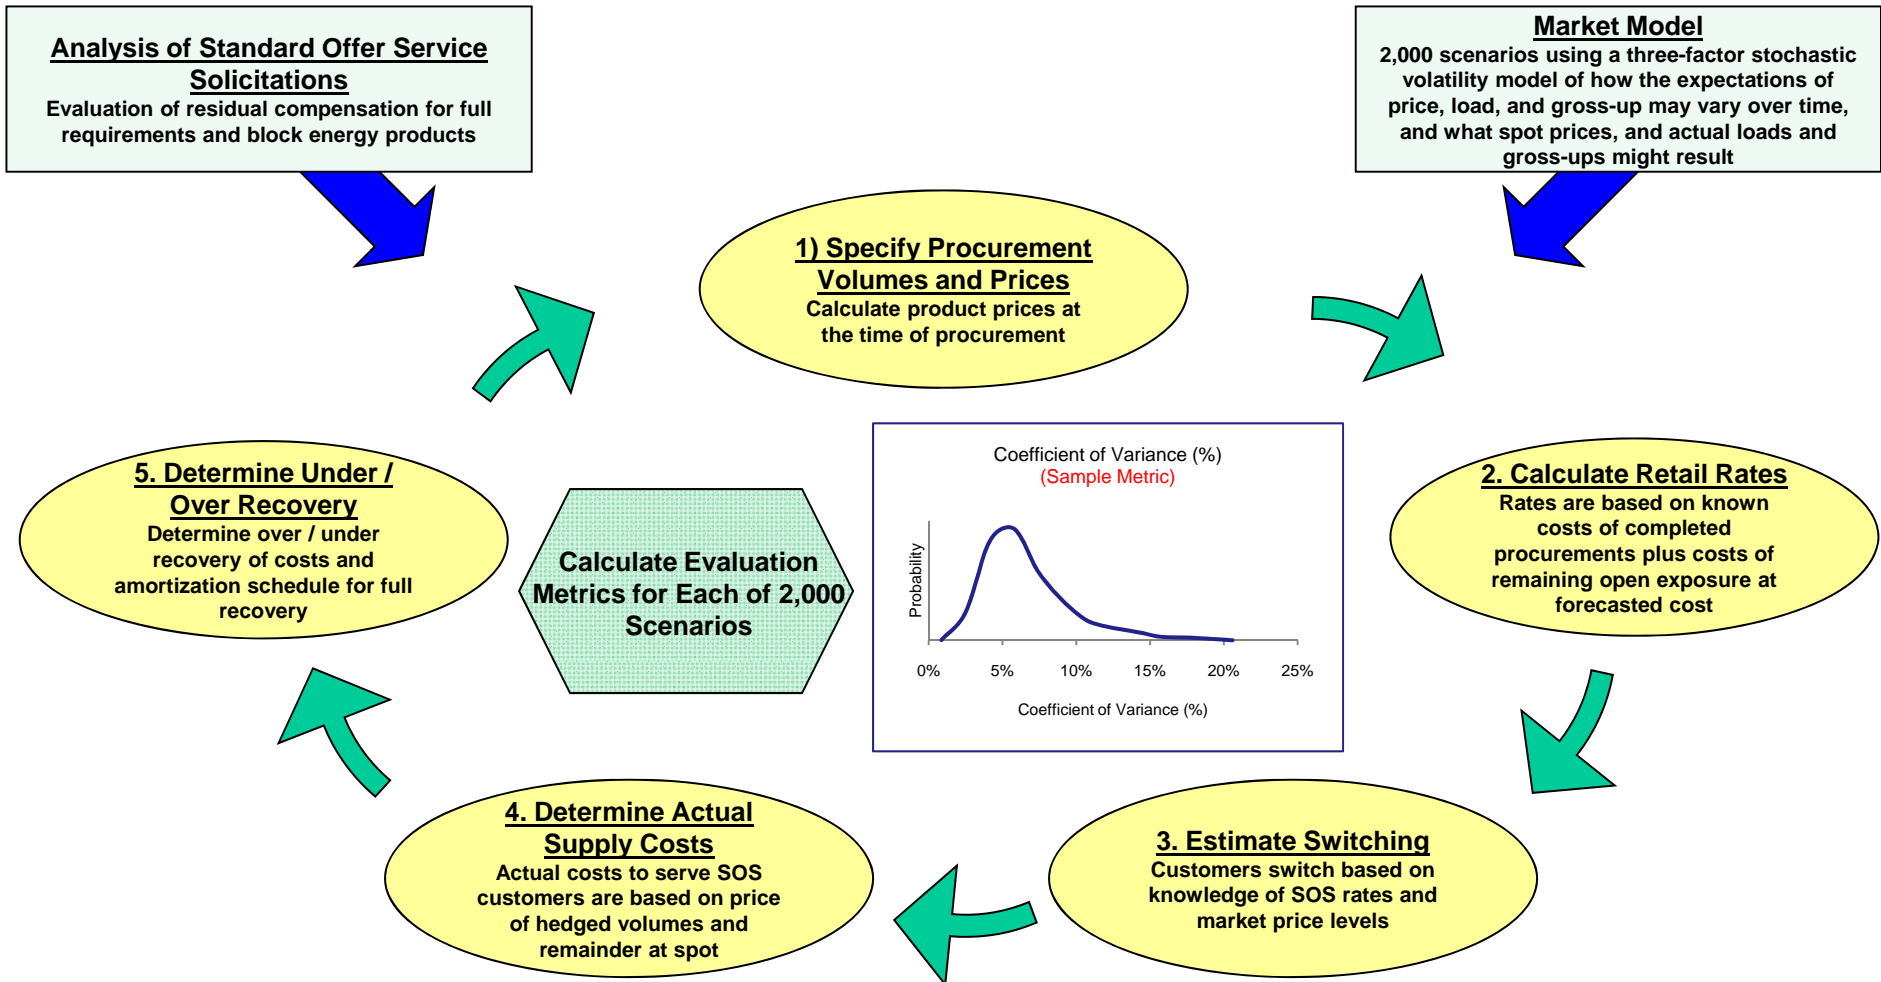 Analysis of Standard Offer Service
Solicitations
Evaluation of residual compensation for full
requirements and block energy products
Market Model
2,000 scenarios using a three-factor stochastic
volatility model of how the expectations of
price, load, and gross-up may vary over time,
and what spot prices, and actual loads and
gross-ups might result
1) Specify Procurement
Volumes and Prices
Calculate product prices at
the time of procurement
5. Determine Under /
Over Recovery
Determine over / under
recovery of costs and
amortization schedule for full
recovery
Calculate Evaluation
Metrics for Each of 2,000
Scenarios
Coefficient of Variance (%)
(Sample Metric)
Probability
0% 5% 10% 15% 20% 25%
Coefficient of Variance (%)
2. Calculate Retail Rates
Rates are based on known
costs of completed
procurements plus costs of
remaining open exposure at
forecasted cost
4. Determine Actual
Supply Costs
Actual costs to serve SOS
customers are based on price
of hedged volumes and
remainder at spot
3. Estimate Switching
Customers switch based on
knowledge of SOS rates and
market price levels